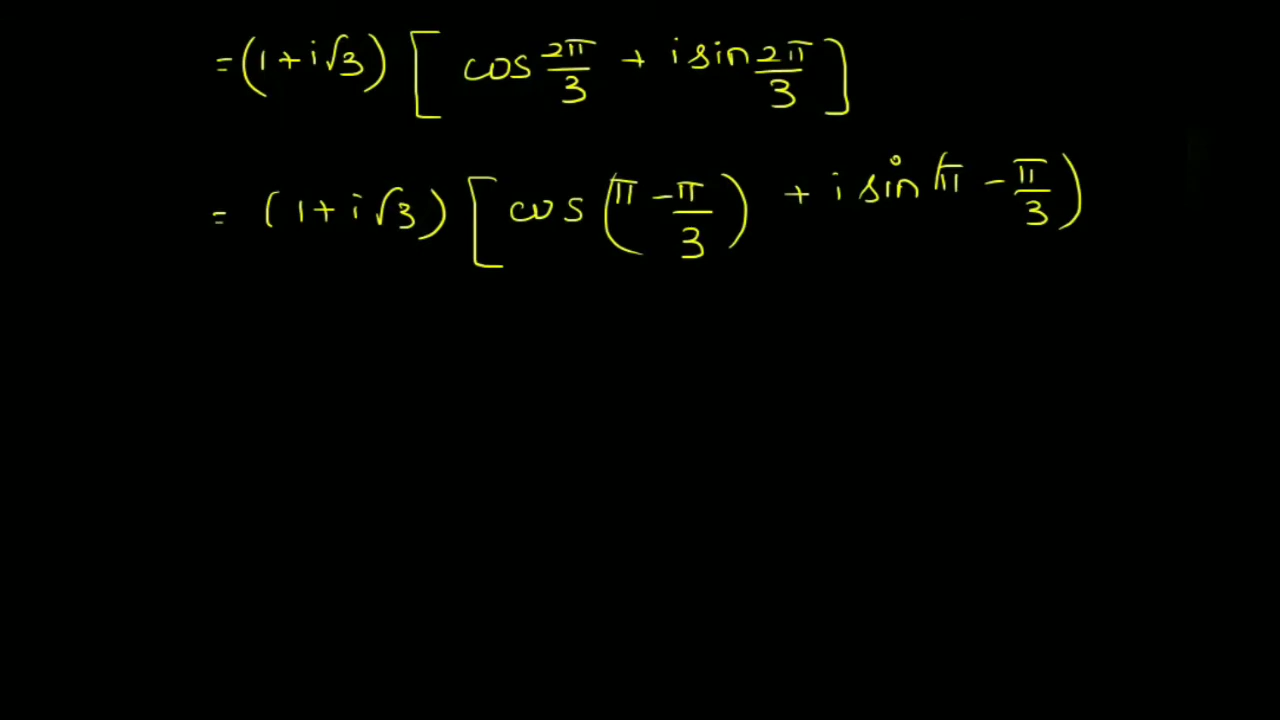 =(1+i√3) [ cos 2π/3 + i sin 2π/3 ]
= (1+i√3) [ cos (π - π/3) + i sin (π - π/3)